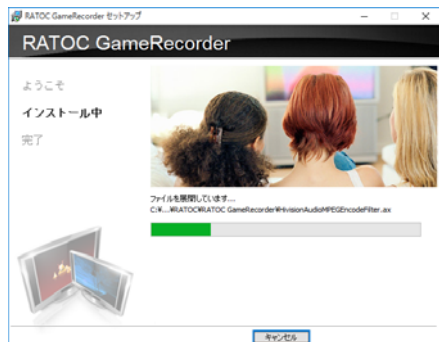 RATOC GameRecorder セットアップ
RATOC GameRecorder
ようこそ
インストール中
完了
ファイルを展開しています...
C:¥...¥RATOC¥RATOC GameRecorder¥HivisionAudioMPEGEncodeFilter.ax
キャンセル